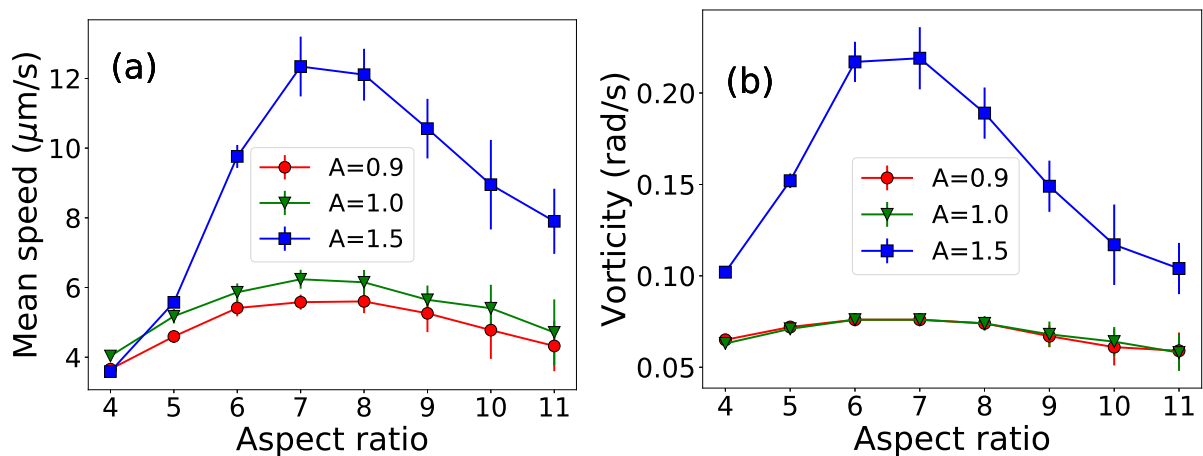 (a)
Mean speed (μm/s)
12
10
8
6
4
A=0.9
A=1.0
A=1.5
4 5 6 7 8 9 10 11
Aspect ratio
(b)
Vorticity (rad/s)
0.20
0.15
0.10
0.05
A=0.9
A=1.0
A=1.5
4 5 6 7 8 9 10 11
Aspect ratio